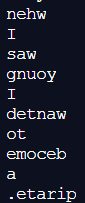 nehw
I
saw
gnuoy
I
detnaw
ot
emoceb
a
.etarip